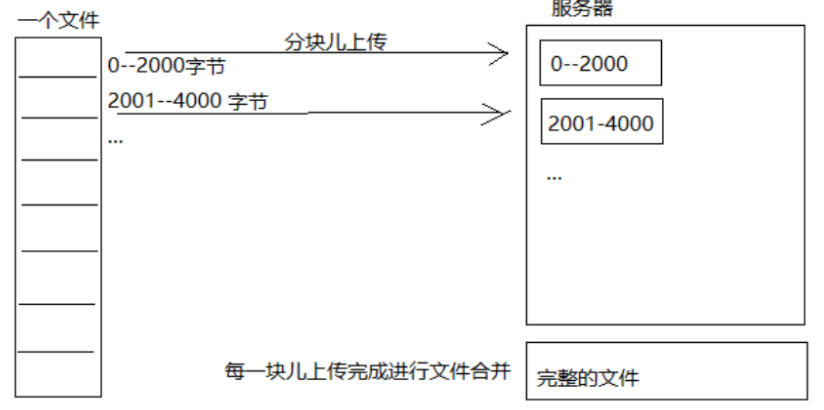 一个文件
服务器
分块儿上传
0--2000字节
0--2000
2001--4000 字节
2001-4000
...
...
每一块儿上传完成进行文件合并
完整的文件